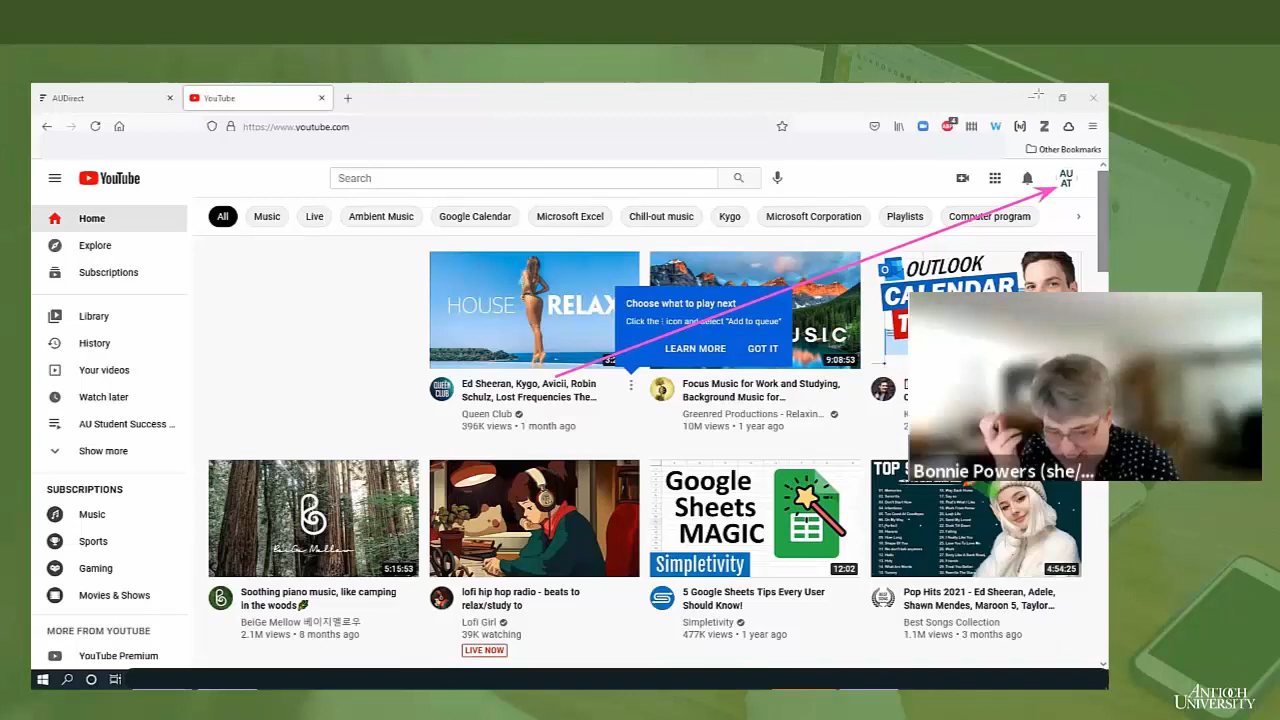 AUDirect
YouTube
https://www.youtube.com
4
Other Bookmarks
YouTube
Search
AU
AT
Home
Explore
Subscriptions
Library
History
Your videos
Watch later
AU Student Success ...
Show more
SUBSCRIPTIONS
Music
Sports
Gaming
Movies & Shows
MORE FROM YOUTUBE
YouTube Premium
All
Music
Live
Ambient Music
Google Calendar
Microsoft Excel
Chill-out music
Kygo
Microsoft Corporation
Playlists
Computer program
HOUSE RELAX
Choose what to play next
Click the ⋮ icon and select "Add to queue"
LEARN MORE
GOT IT
9:08:53
OUTLOOK
Ed Sheeran, Kygo, Avicii, Robin
Schulz, Lost Frequencies The...
Queen Club
396K views • 1 month ago
Focus Music for Work and Studying,
Background Music for...
Greenred Productions - Relaxin...
10M views • 1 year ago
Bonnie Powers (she/...
BeiGe Mellow
5:15:53
Soothing piano music, like camping
in the woods
BeiGe Mellow 베이지멜로우
2.1M views • 8 months ago
lofi hip hop radio - beats to
relax/study to
Lofi Girl
39K watching
LIVE NOW
Google
Sheets
MAGIC
Simpletivity
12:02
5 Google Sheets Tips Every User
Should Know!
Simpletivity
477K views • 1 year ago
4:54:25
Pop Hits 2021 - Ed Sheeran, Adele,
Shawn Mendes, Maroon 5, Taylor...
Best Songs Collection
1.1M views • 3 months ago
ANTIOCH
UNIVERSITY